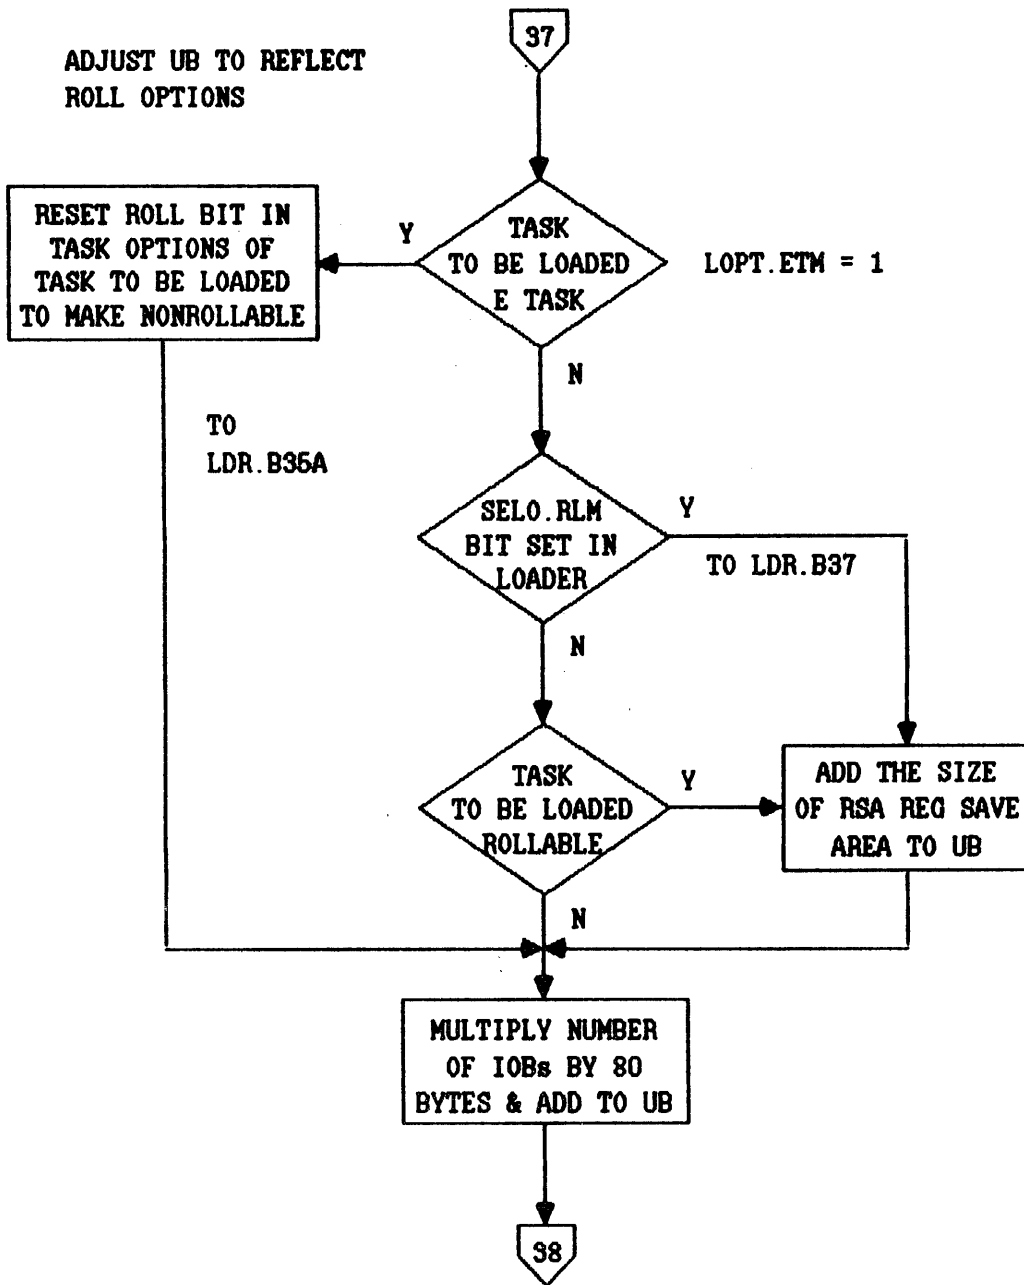 37
ADJUST UB TO REFLECT
ROLL OPTIONS
RESET ROLL BIT IN
TASK OPTIONS OF
TASK TO BE LOADED
TO MAKE NONROLLABLE
Y
TASK
TO BE LOADED
E TASK
LOPT.ETM = 1
N
TO
LDR.B35A
SELO.RLM
BIT SET IN
LOADER
Y
TO LDR.B37
N
TASK
TO BE LOADED
ROLLABLE
Y
ADD THE SIZE
OF RSA REG SAVE
AREA TO UB
N
MULTIPLY NUMBER
OF IOBs BY 80
BYTES & ADD TO UB
38